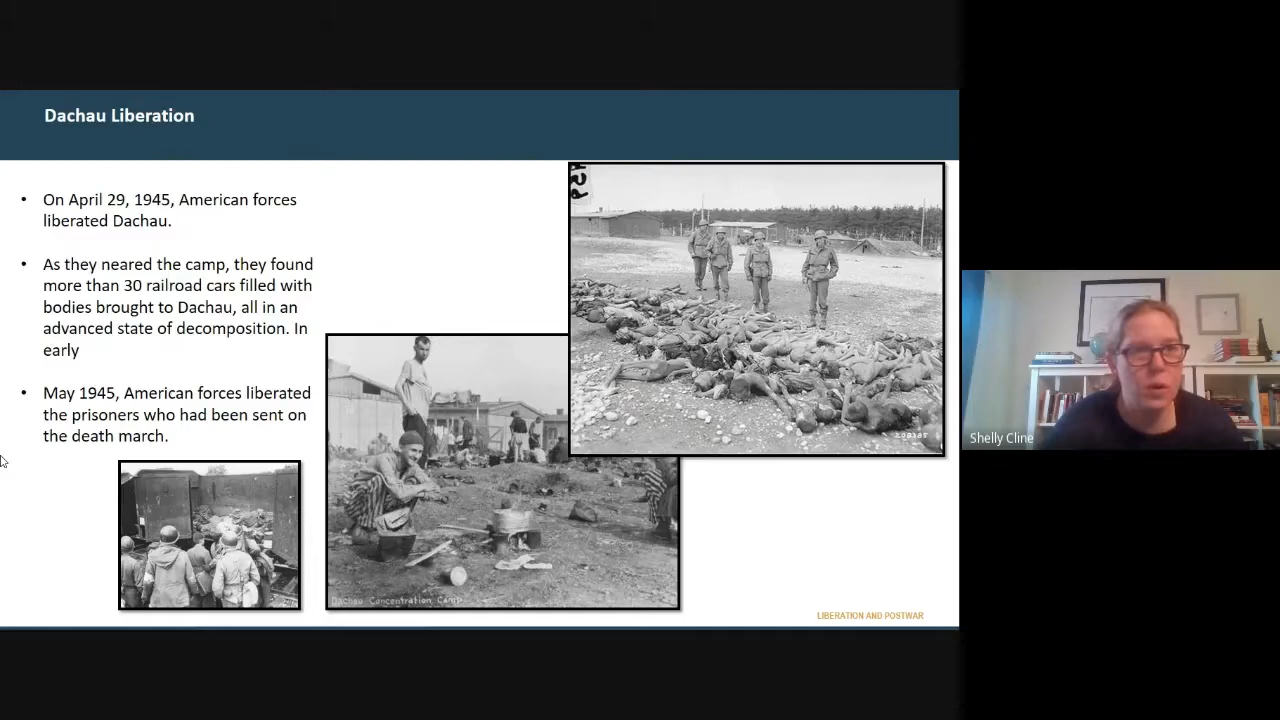 Dachau Liberation
• On April 29, 1945, American forces
liberated Dachau.
• As they neared the camp, they found
more than 30 railroad cars filled with
bodies brought to Dachau, all in an
advanced state of decomposition. In
early
• May 1945, American forces liberated
the prisoners who had been sent on
the death march.
Dachau Concentration Camp
LIBERATION AND POSTWAR
Shelly Cline